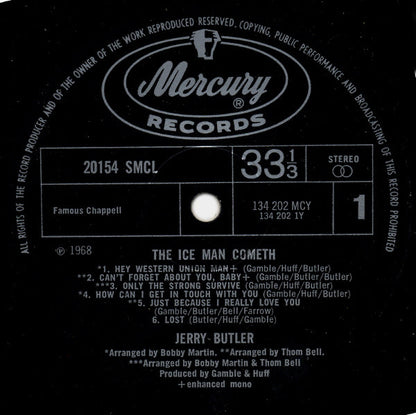 ALL RIGHTS OF THE RECORD PRODUCER AND OF THE OWNER OF THE WORK REPRODUCED RESERVED. COPYING, PUBLIC PERFORMANCE AND BROADCASTING OF THIS RECORD PROHIBITED
Mercury ®
RECORDS
20154 SMCL
33 1/3
STEREO
Famous Chappell
134 202 MCY
134 202 1Y
1
℗ 1968
THE ICE MAN COMETH
*1. HEY WESTERN UNION MAN+ (Gamble/Huff/Butler)
**2. CAN'T FORGET ABOUT YOU, BABY+ (Gamble/Butler)
***3. ONLY THE STRONG SURVIVE (Gamble/Huff/Butler)
*4. HOW CAN I GET IN TOUCH WITH YOU (Gamble/Huff/Butler)
**5. JUST BECAUSE I REALLY LOVE YOU
(Gamble/Butler/Bell/Farrow)
6. LOST (Gamble/Huff/Butler)
JERRY BUTLER
*Arranged by Bobby Martin. **Arranged by Thom Bell.
***Arranged by Bobby Martin & Thom Bell
Produced by Gamble & Huff
+enhanced mono